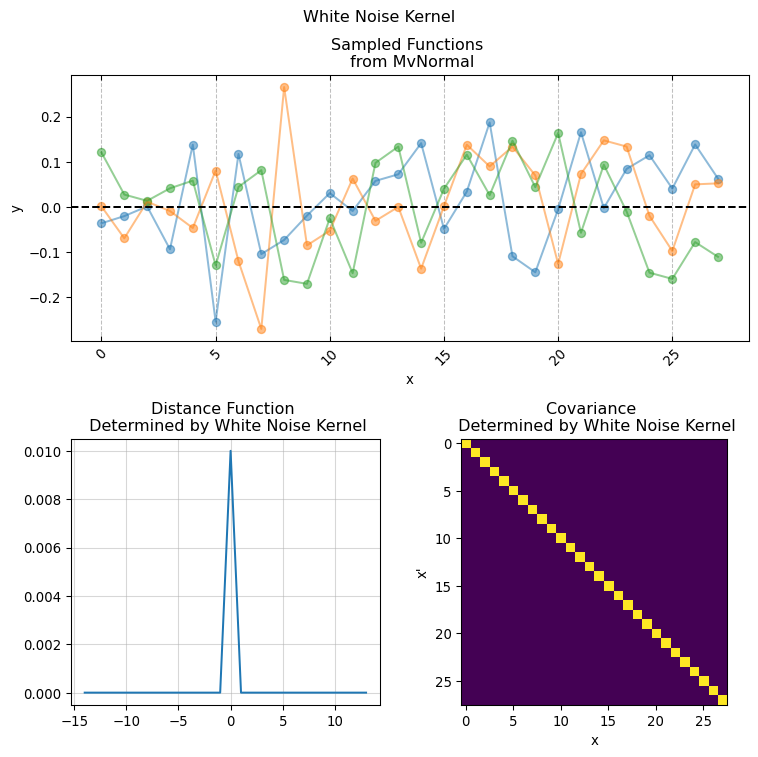 White Noise Kernel
Sampled Functions
from MvNormal
0.2
0.1
0.0
−0.1
−0.2
y
0 5 10 15 20 25
x
Distance Function
Determined by White Noise Kernel
0.010
0.008
0.006
0.004
0.002
0.000
−15 −10 −5 0 5 10
Covariance
Determined by White Noise Kernel
0
5
10
15
20
25
x'
0 5 10 15 20 25
x